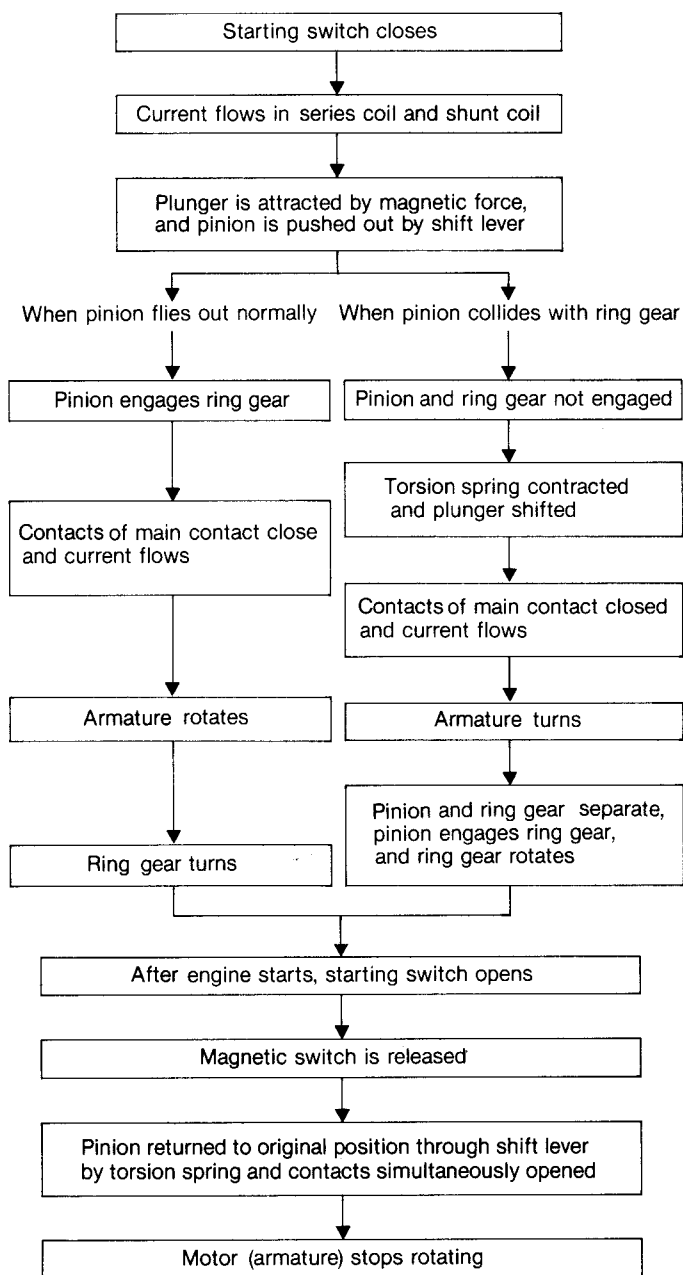 Starting switch closes
Current flows in series coil and shunt coil
Plunger is attracted by magnetic force,
and pinion is pushed out by shift lever
When pinion flies out normally
When pinion collides with ring gear
Pinion engages ring gear
Pinion and ring gear not engaged
Torsion spring contracted
and plunger shifted
Contacts of main contact close
and current flows
Contacts of main contact closed
and current flows
Armature rotates
Armature turns
Pinion and ring gear separate,
pinion engages ring gear,
and ring gear rotates
Ring gear turns
After engine starts, starting switch opens
Magnetic switch is released
Pinion returned to original position through shift lever
by torsion spring and contacts simultaneously opened
Motor (armature) stops rotating